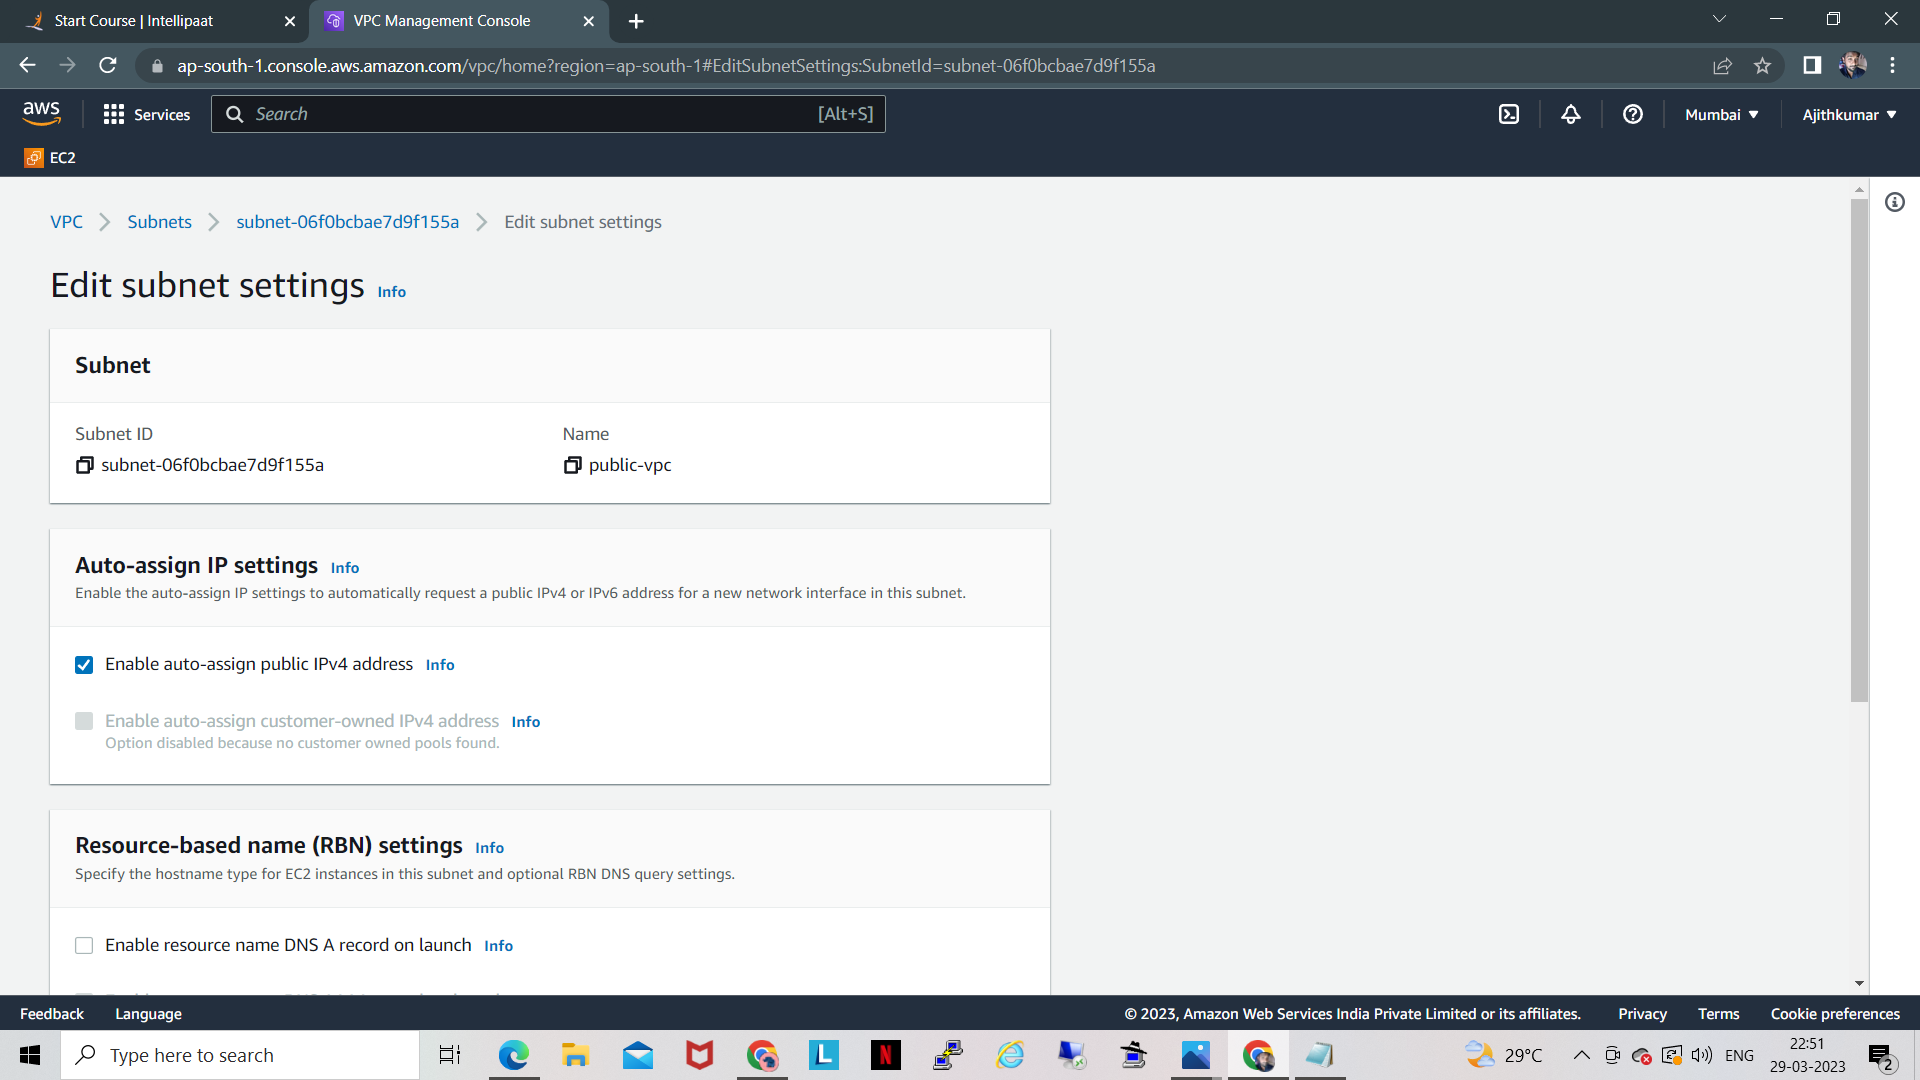 Start Course | Intellipaat
VPC Management Console
ap-south-1.console.aws.amazon.com/vpc/home?region=ap-south-1#EditSubnetSettings:SubnetId=subnet-06f0bcbae7d9f155a
aws
Services
Search
[Alt+S]
Mumbai
Ajithkumar
EC2
VPC
Subnets
subnet-06f0bcbae7d9f155a
Edit subnet settings
Edit subnet settings Info
Subnet
Subnet ID
Name
subnet-06f0bcbae7d9f155a
public-vpc
Auto-assign IP settings Info
Enable the auto-assign IP settings to automatically request a public IPv4 or IPv6 address for a new network interface in this subnet.
Enable auto-assign public IPv4 address Info
Enable auto-assign customer-owned IPv4 address Info
Option disabled because no customer owned pools found.
Resource-based name (RBN) settings Info
Specify the hostname type for EC2 instances in this subnet and optional RBN DNS query settings.
Enable resource name DNS A record on launch Info
Feedback
Language
© 2023, Amazon Web Services India Private Limited or its affiliates.
Privacy
Terms
Cookie preferences
Type here to search
L
N
29°C
ENG
22:51
29-03-2023
2